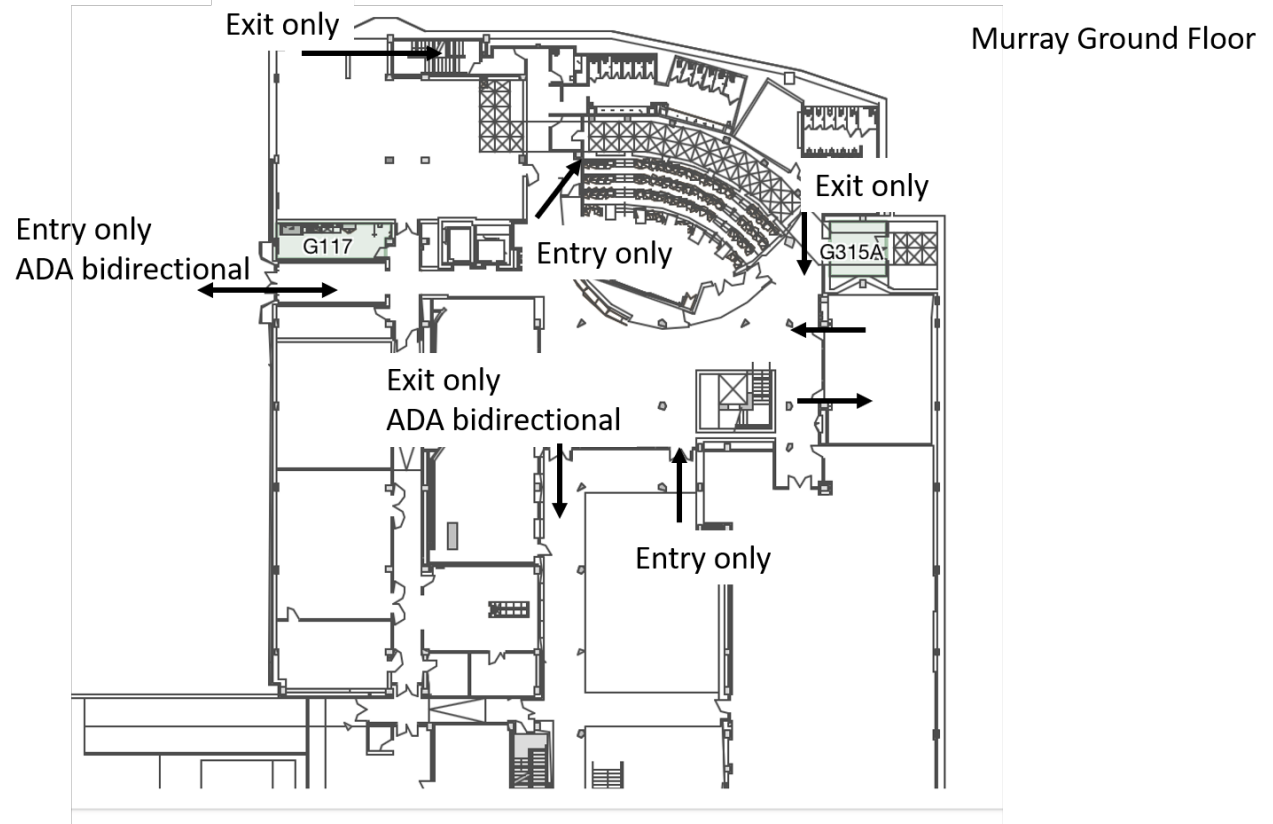 Exit only
Murray Ground Floor
Exit only
Entry only
ADA bidirectional
G117
Entry only
G315A
Exit only
ADA bidirectional
Entry only